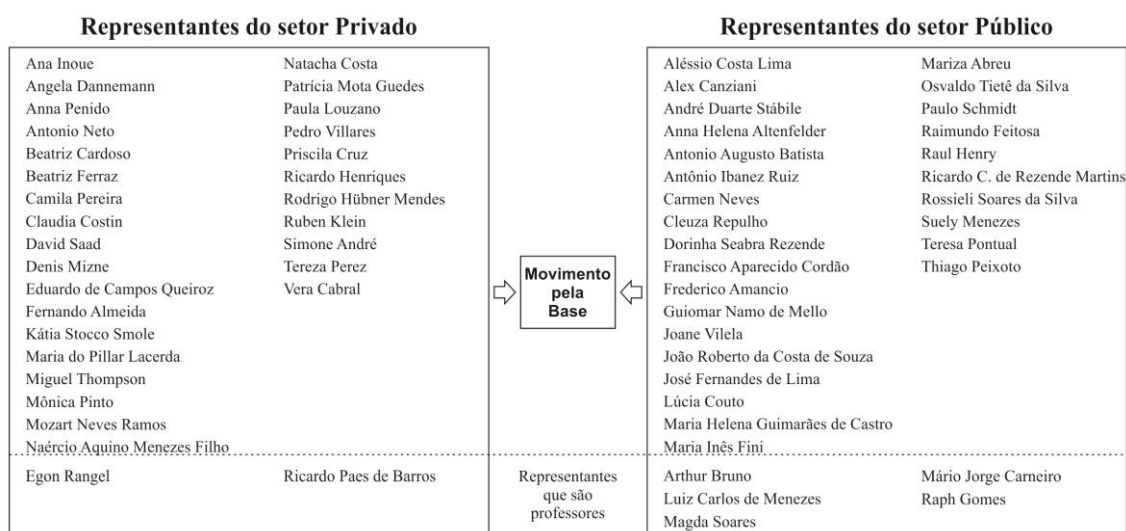 Representantes do setor Privado
Ana Inoue
Angela Dannemann
Anna Penido
Antonio Neto
Beatriz Cardoso
Beatriz Ferraz
Camila Pereira
Claudia Costin
David Saad
Denis Mizne
Eduardo de Campos Queiroz
Fernando Almeida
Kátia Stocco Smole
Maria do Pillar Lacerda
Miguel Thompson
Mônica Pinto
Mozart Neves Ramos
Naércio Aquino Menezes Filho
Natacha Costa
Patrícia Mota Guedes
Paula Louzano
Pedro Villares
Priscila Cruz
Ricardo Henriques
Rodrigo Hübner Mendes
Ruben Klein
Simone André
Tereza Perez
Vera Cabral
Egon Rangel
Ricardo Paes de Barros
Movimento
pela
Base
Representantes
que são
professores
Representantes do setor Público
Aléssio Costa Lima
Alex Canziani
André Duarte Stábile
Anna Helena Altenfelder
Antonio Augusto Batista
Antônio Ibanez Ruiz
Carmen Neves
Cleuza Repulho
Dorinha Seabra Rezende
Francisco Aparecido Cordão
Frederico Amancio
Guiomar Namo de Mello
Joane Vilela
João Roberto da Costa de Souza
José Fernandes de Lima
Lúcia Couto
Maria Helena Guimarães de Castro
Maria Inês Fini
Mariza Abreu
Osvaldo Tietê da Silva
Paulo Schmidt
Raimundo Feitosa
Raul Henry
Ricardo C. de Rezende Martins
Rossieli Soares da Silva
Suely Menezes
Teresa Pontual
Thiago Peixoto
Arthur Bruno
Luiz Carlos de Menezes
Magda Soares
Mário Jorge Carneiro
Raph Gomes